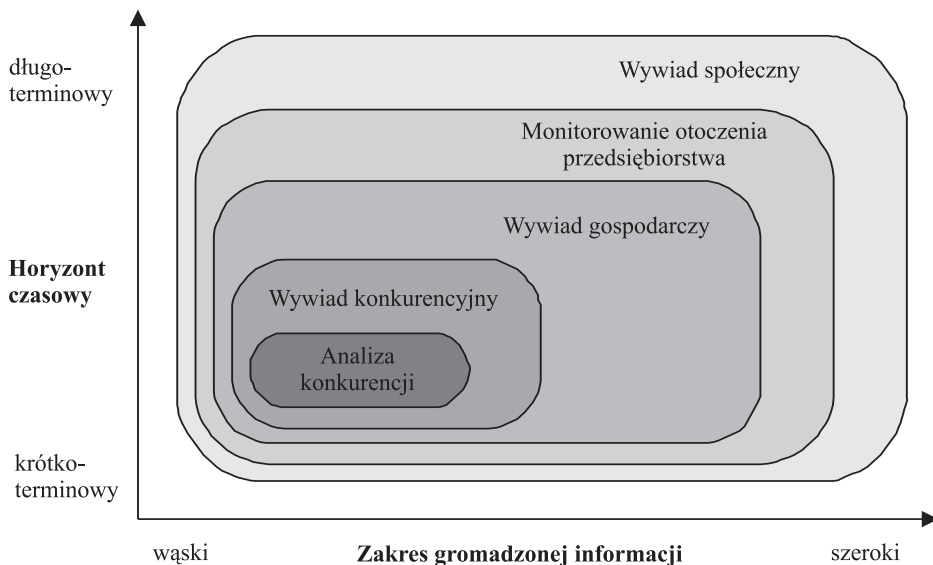 długo-
terminowy
Wywiad społeczny
Monitorowanie otoczenia
przedsiębiorstwa
Wywiad gospodarczy
Horyzont
czasowy
Wywiad konkurencyjny
Analiza
konkurencji
krótko-
terminowy
wąski
Zakres gromadzonej informacji
szeroki